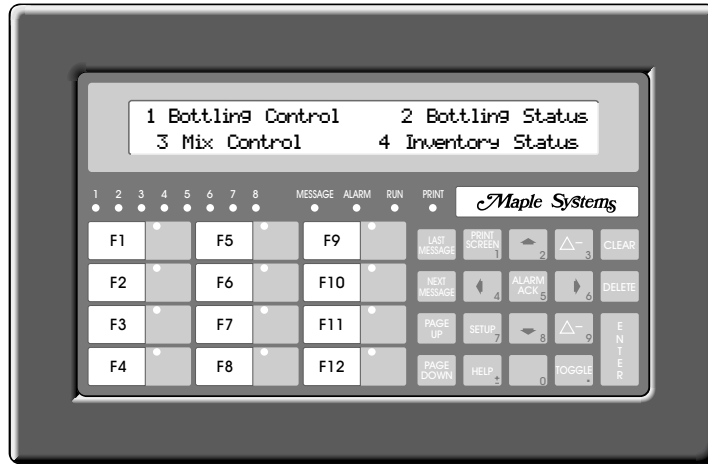 1 Bottling Control 2 Bottling Status
3 Mix Control 4 Inventory Status
1 2 3 4 5 6 7 8 MESSAGE ALARM RUN PRINT
Maple Systems
F1 F5 F9 LAST MESSAGE PRINT SCREEN 1 2 △− 3 CLEAR
F2 F6 F10 NEXT MESSAGE 4 ALARM ACK 5 6 DELETE
F3 F7 F11 PAGE UP SETUP 7 8 △− 9 ENTER
F4 F8 F12 PAGE DOWN HELP ± 0 TOGGLE .